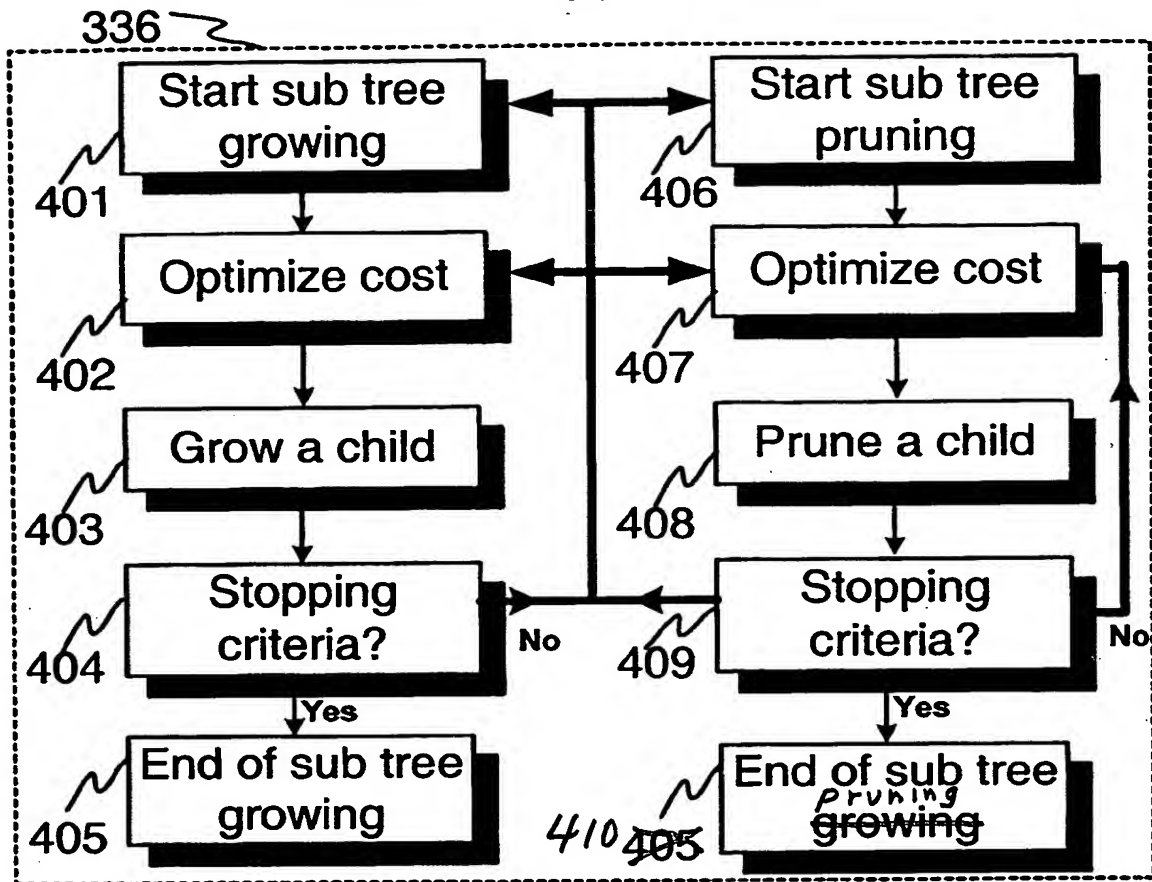 336
Start sub tree
growing
401
Optimize cost
402
Grow a child
403
Stopping
criteria?
404
No
Yes
End of sub tree
growing
405
Start sub tree
pruning
406
Optimize cost
407
Prune a child
408
Stopping
criteria?
409
No
Yes
End of sub tree
pruning
growing
410 405